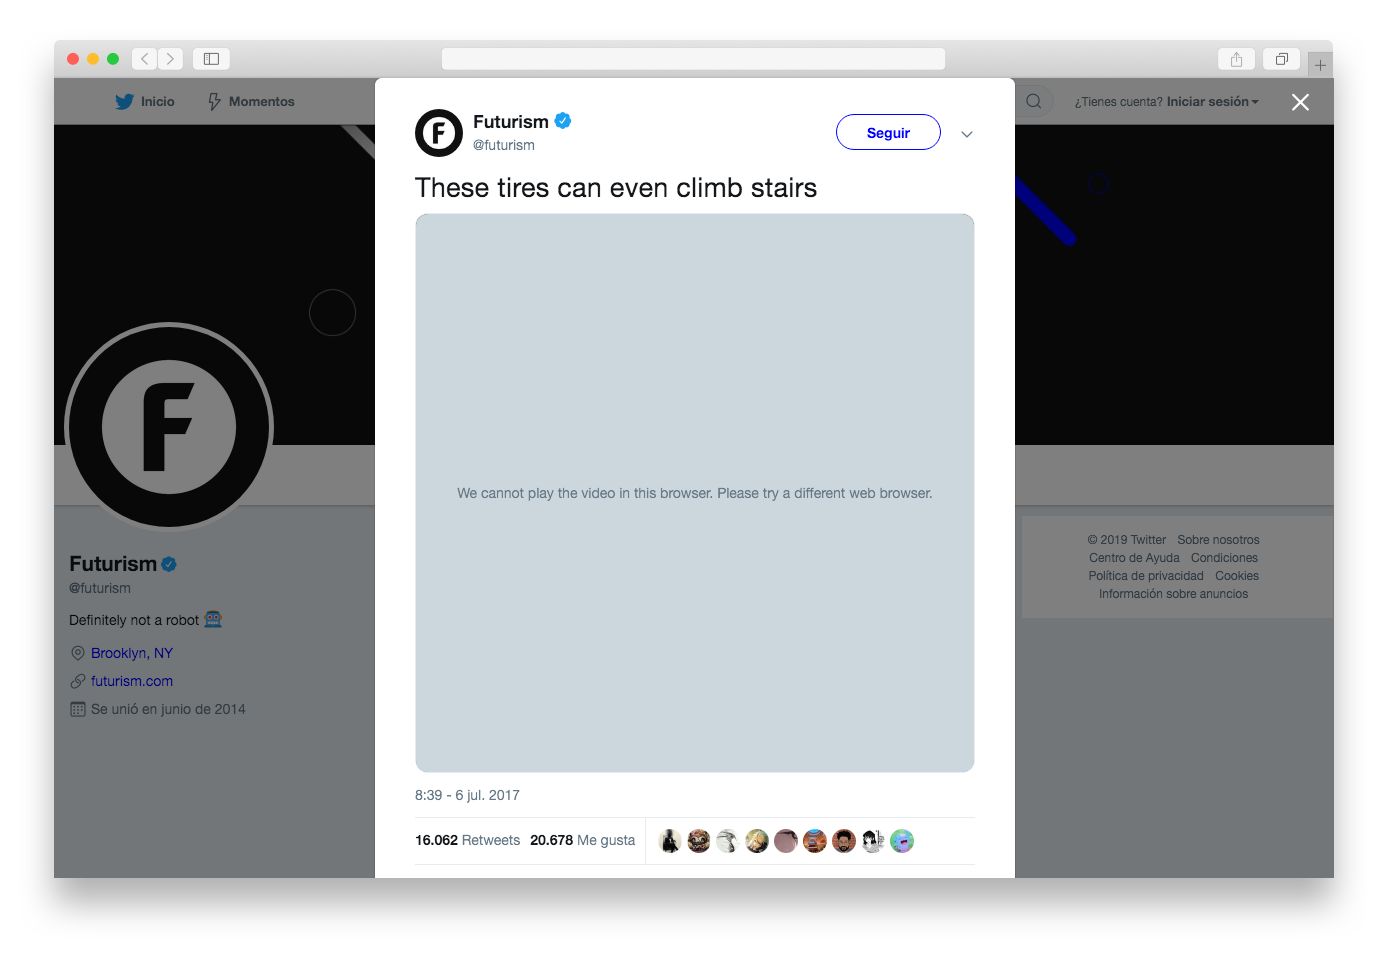 Inicio
Momentos
¿Tienes cuenta? Iniciar sesión
Futurism
@futurism
Seguir
These tires can even climb stairs
We cannot play the video in this browser. Please try a different web browser.
8:39 - 6 jul. 2017
16.062 Retweets 20.678 Me gusta
F
Futurism
@futurism
Definitely not a robot
Brooklyn, NY
futurism.com
Se unió en junio de 2014
© 2019 Twitter Sobre nosotros
Centro de Ayuda Condiciones
Política de privacidad Cookies
Información sobre anuncios